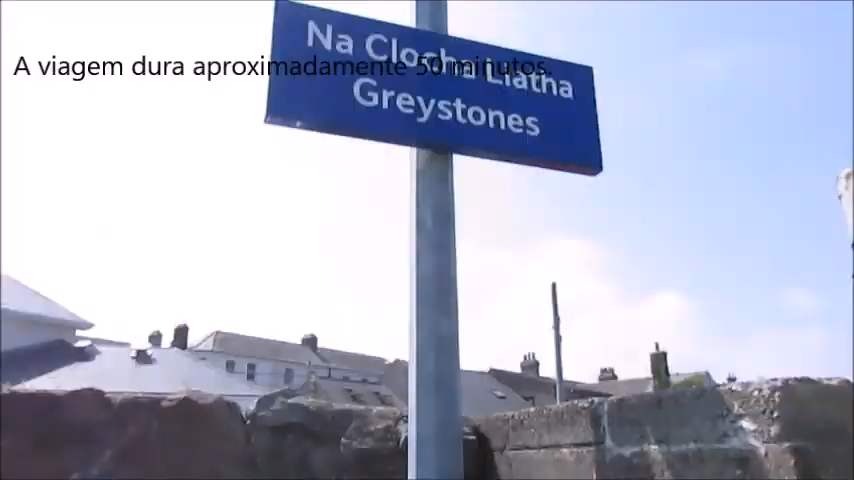 Na Clocha Liatha
Greystones
A viagem dura aproximadamente 50 minutos.